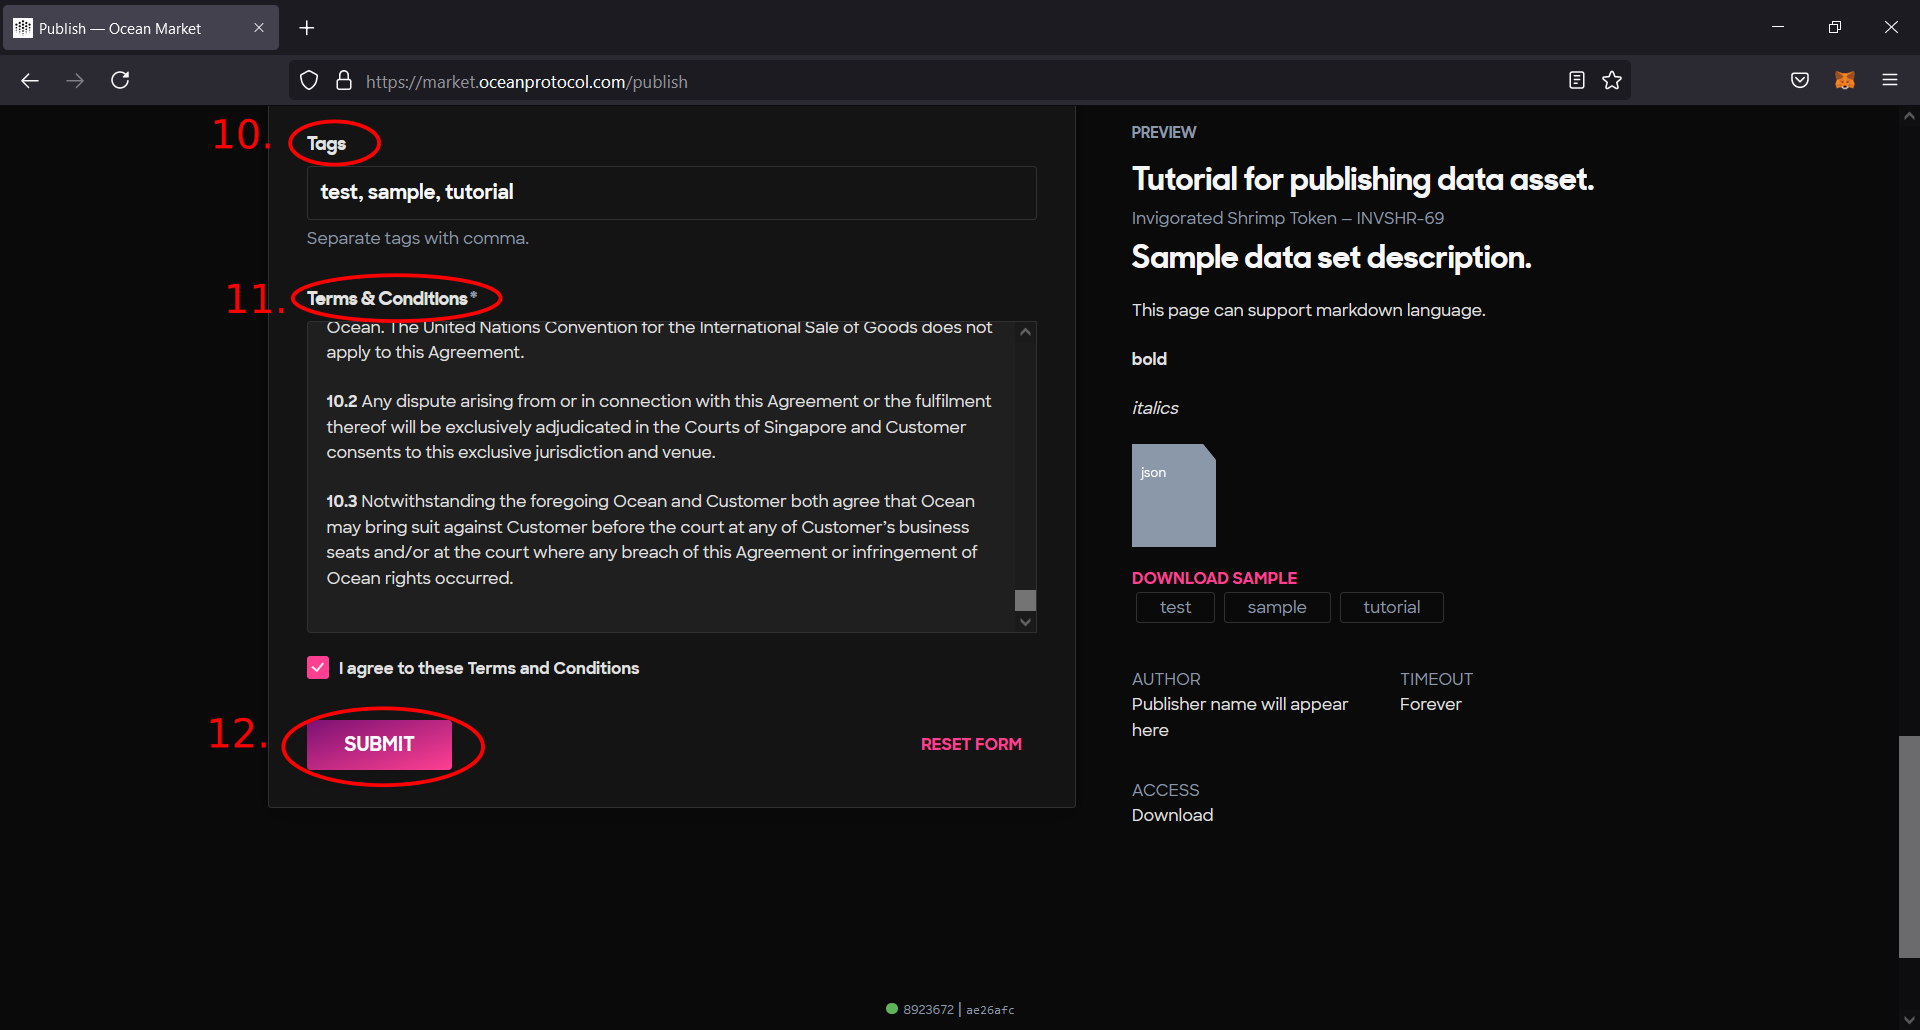 Publish — Ocean Market
https://market.oceanprotocol.com/publish
10.
Tags
test, sample, tutorial
Separate tags with comma.
11.
Terms & Conditions*
Ocean. The United Nations Convention for the International Sale of Goods does not
apply to this Agreement.
10.2 Any dispute arising from or in connection with this Agreement or the fulfilment
thereof will be exclusively adjudicated in the Courts of Singapore and Customer
consents to this exclusive jurisdiction and venue.
10.3 Notwithstanding the foregoing Ocean and Customer both agree that Ocean
may bring suit against Customer before the court at any of Customer’s business
seats and/or at the court where any breach of this Agreement or infringement of
Ocean rights occurred.
I agree to these Terms and Conditions
12.
SUBMIT
RESET FORM
PREVIEW
Tutorial for publishing data asset.
Invigorated Shrimp Token — INVSHR-69
Sample data set description.
This page can support markdown language.
bold
italics
json
DOWNLOAD SAMPLE
test sample tutorial
AUTHOR
Publisher name will appear
here
TIMEOUT
Forever
ACCESS
Download
8923672 | ae26afc